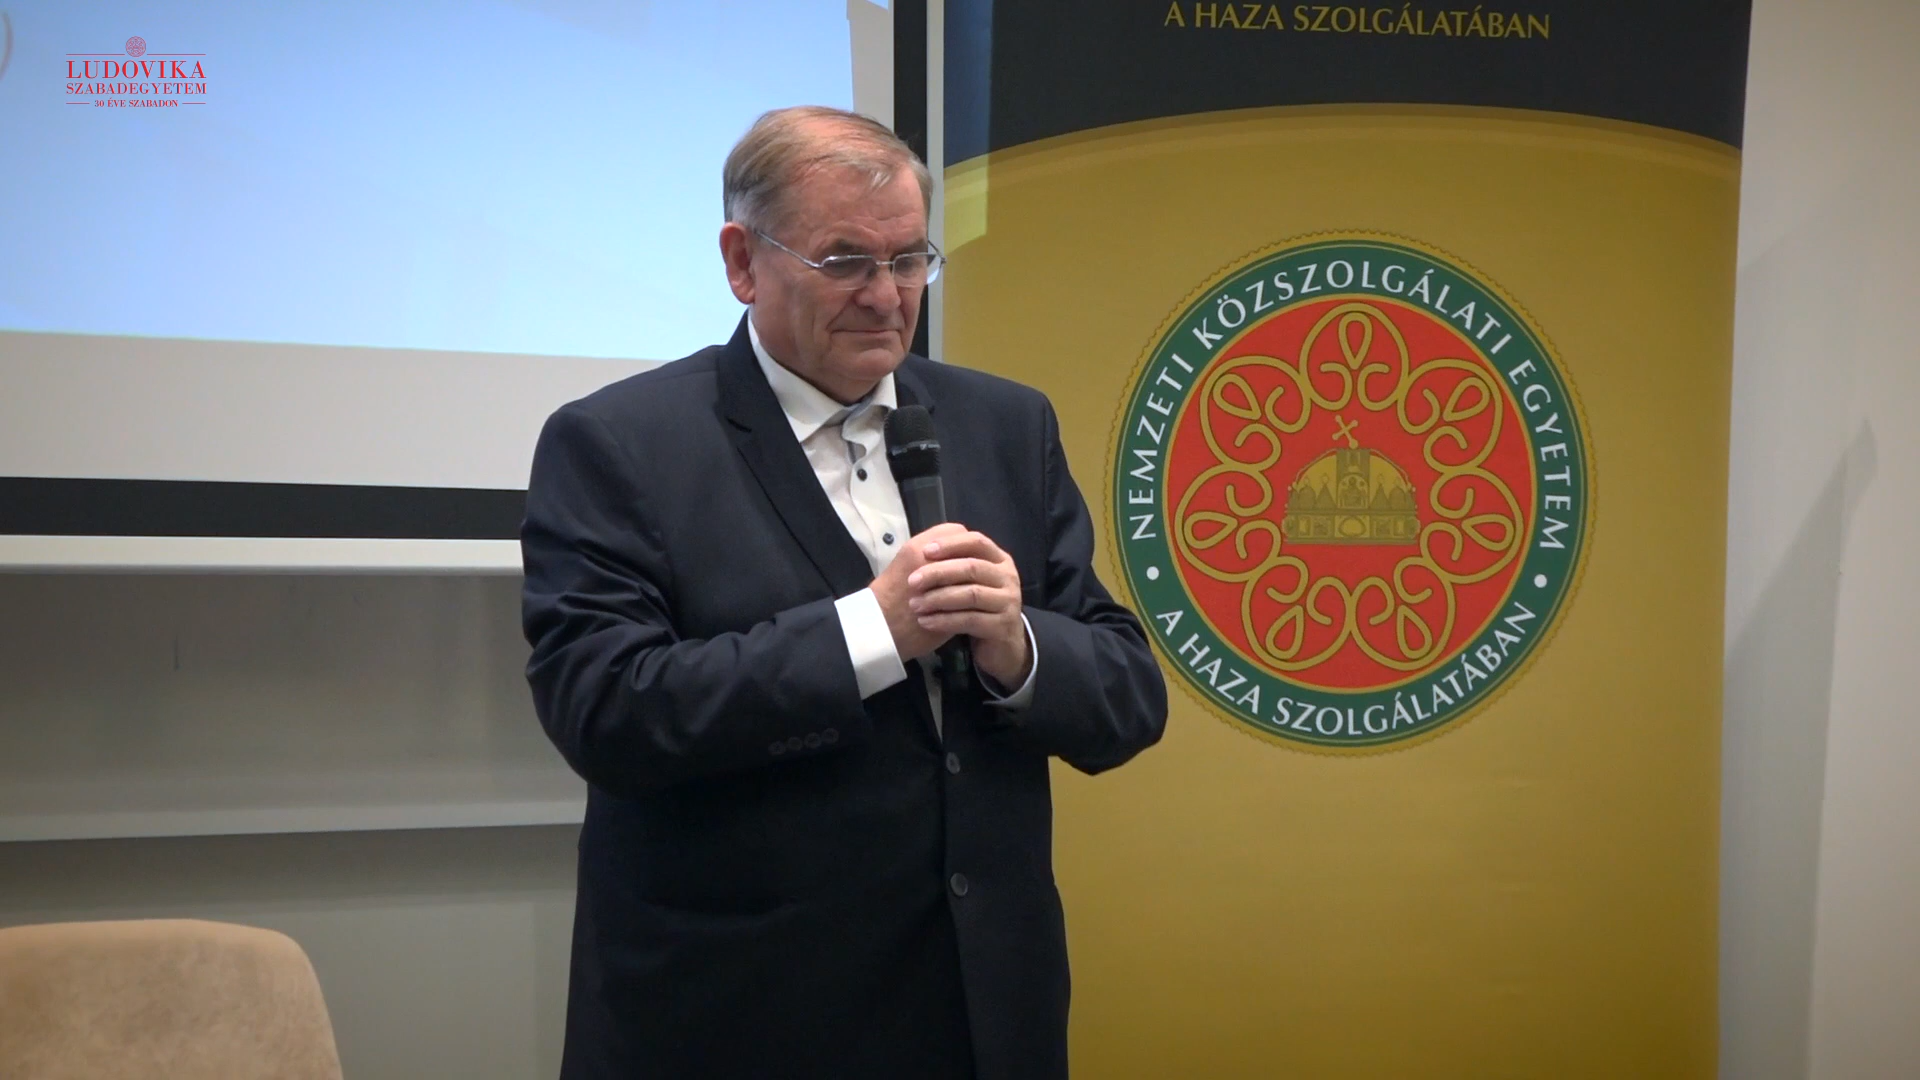 LUDOVIKA
SZABADEGYETEM
30 ÉVE SZABADON
A HAZA SZOLGÁLATÁBAN
NEMZETI KÖZSZOLGÁLATI EGYETEM
• A HAZA SZOLGÁLATÁBAN •